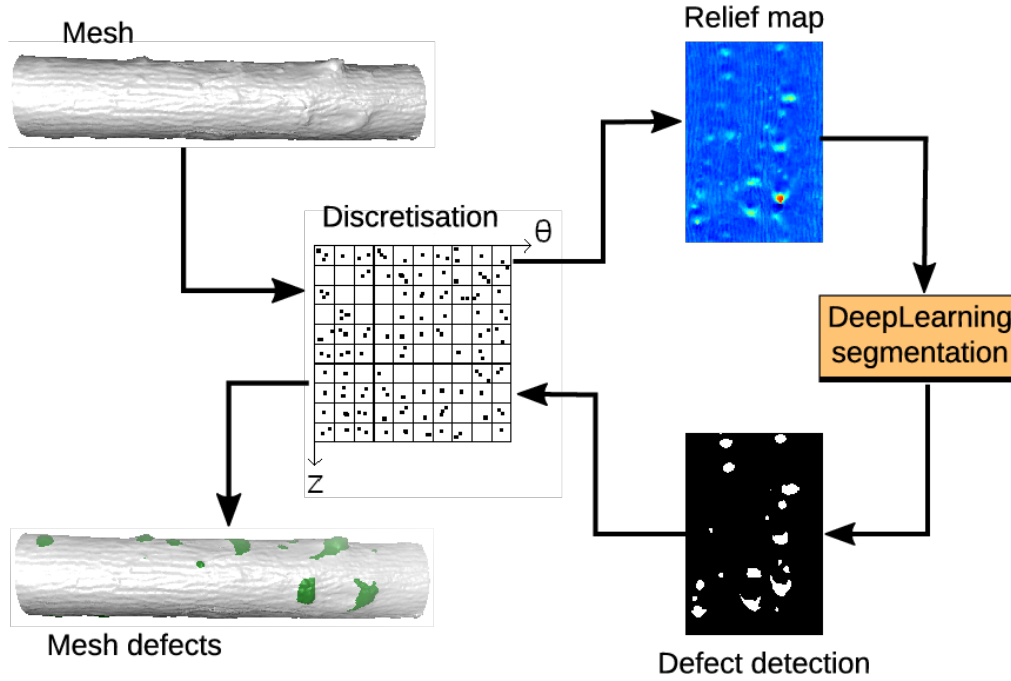 Mesh
Relief map
Discretisation
θ
DeepLearning
segmentation
Z
Mesh defects
Defect detection